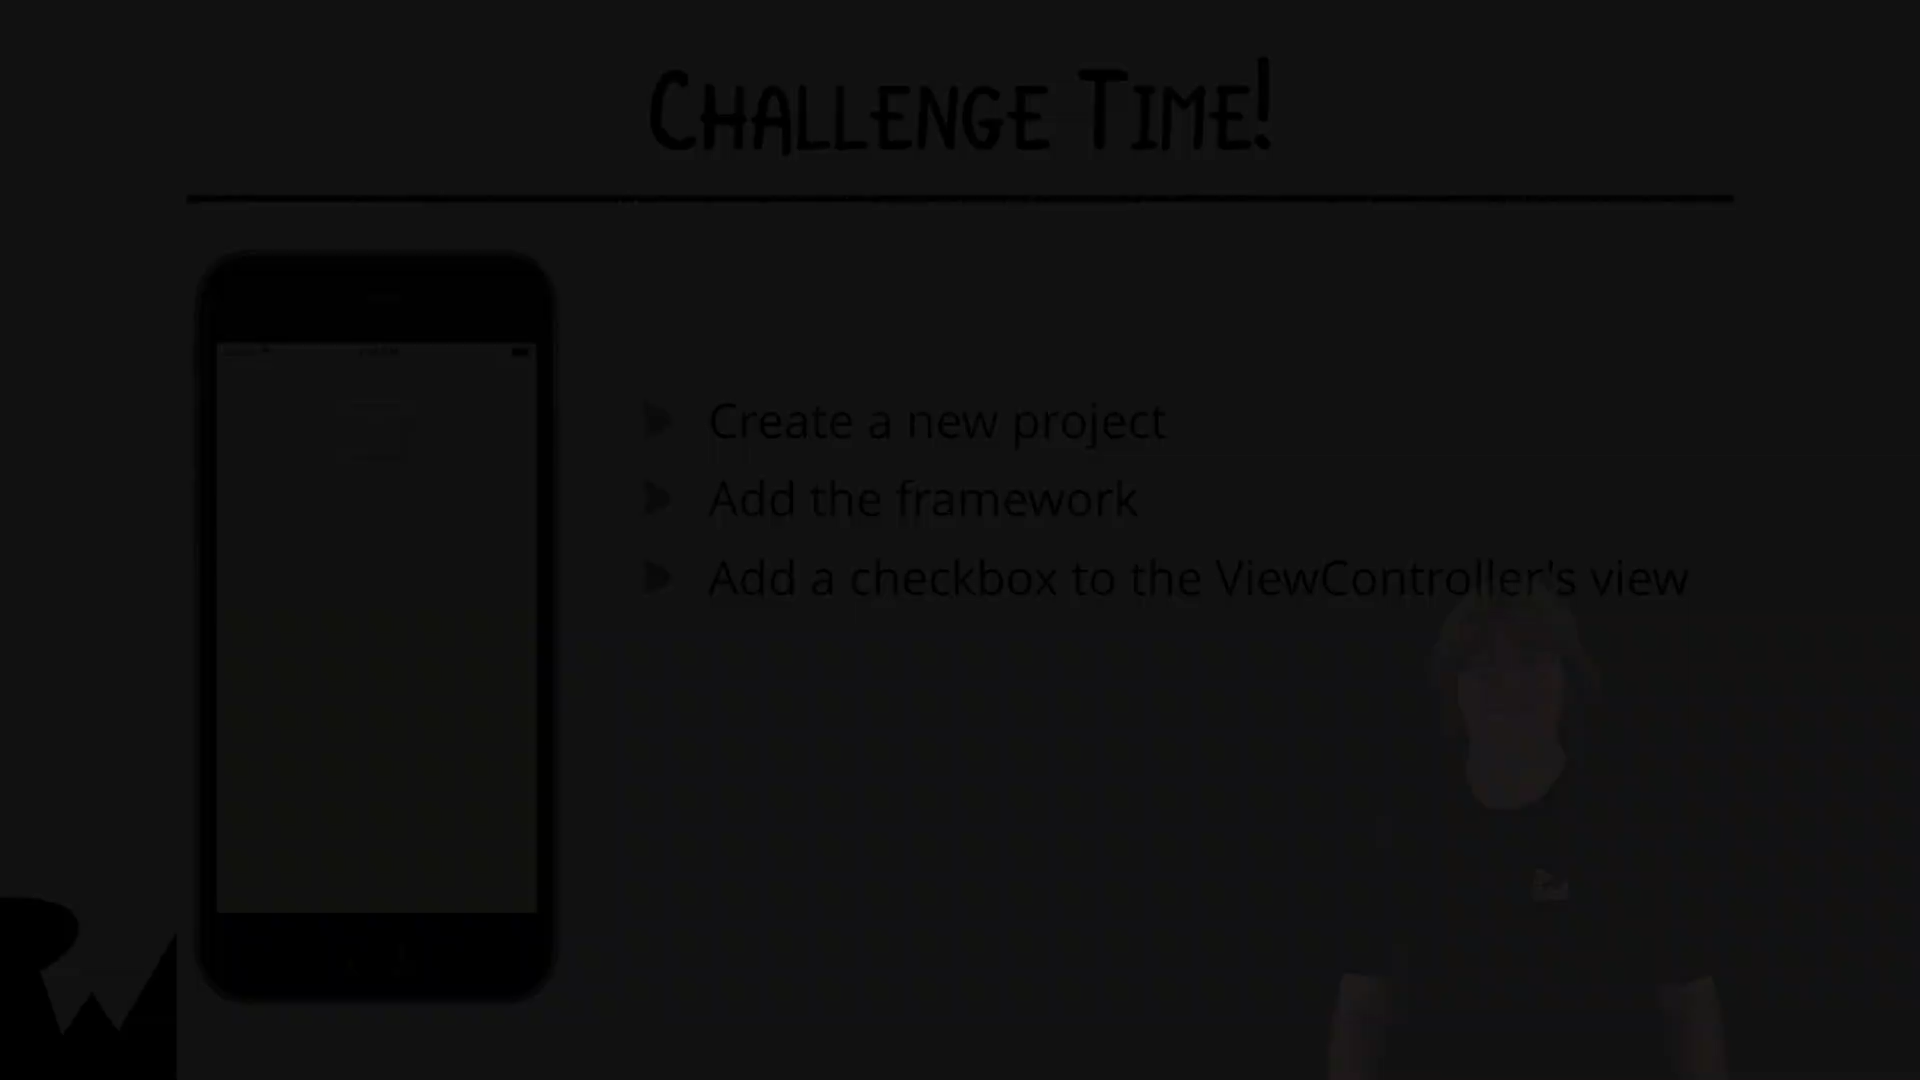 Challenge Time!
Create a new project
Add the framework
Add a checkbox to the ViewController's view